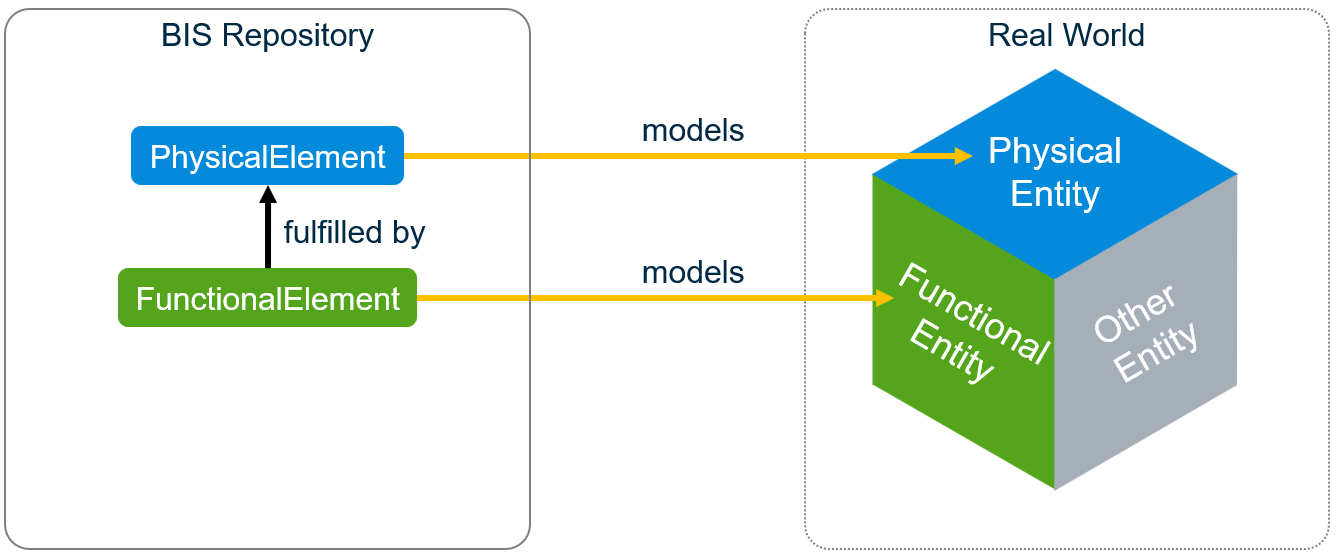 BIS Repository
Real World
models
PhysicalElement
Physical
Entity
fulfilled by
models
FunctionalElement
Functional
Entity
Other
Entity